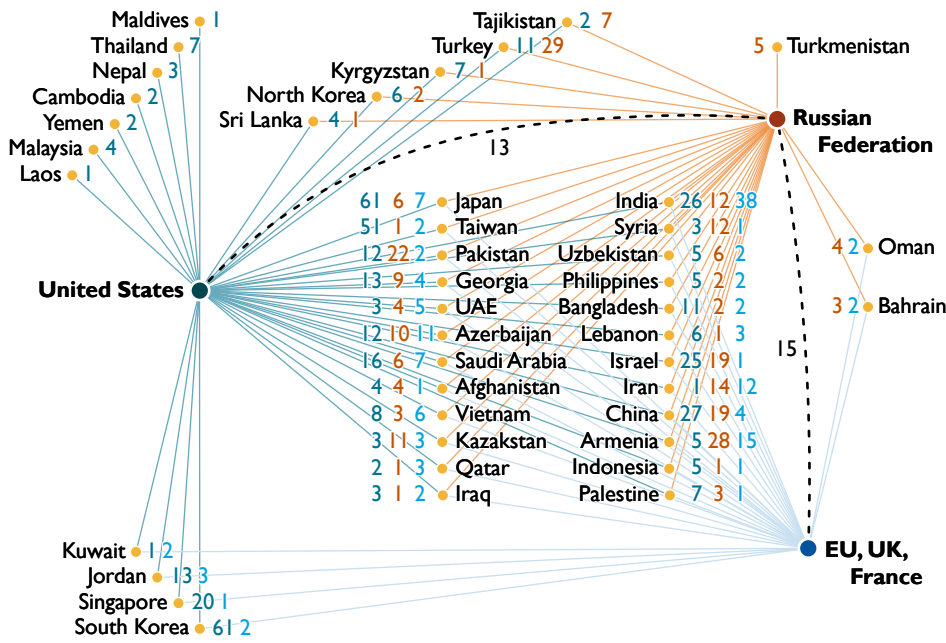 Maldives 1
Tajikistan 2 7
Thailand 7
Turkey 11 29
5 Turkmenistan
Nepal 3
Kyrgyzstan 7 1
Cambodia 2
North Korea 6 2
Yemen 2
Sri Lanka 4 1
Russian
Federation
Malaysia 4
13
Laos 1
61 6 7 Japan
India 26 12 38
51 1 2 Taiwan
Syria 3 12 1
12 22 2 Pakistan
Uzbekistan 5 6 2
4 2 Oman
13 9 4 Georgia
Philippines 5 2 2
United States
3 4 5 UAE
Bangladesh 11 2 2
3 2 Bahrain
12 10 11 Azerbaijan
Lebanon 6 1 3
15
16 6 7 Saudi Arabia
Israel 25 19 1
4 4 1 Afghanistan
Iran 1 14 12
8 3 6 Vietnam
China 27 19 4
3 11 3 Kazakstan
Armenia 5 28 15
2 1 3 Qatar
Indonesia 5 1 1
3 1 2 Iraq
Palestine 7 3 1
Kuwait 1 2
EU, UK,
France
Jordan 13 3
Singapore 20 1
South Korea 61 2